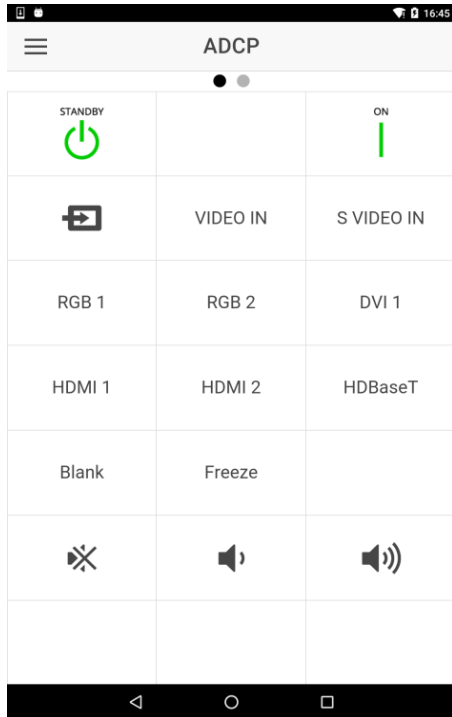 16:45
ADCP
STANDBY
ON
VIDEO IN
S VIDEO IN
RGB 1
RGB 2
DVI 1
HDMI 1
HDMI 2
HDBaseT
Blank
Freeze